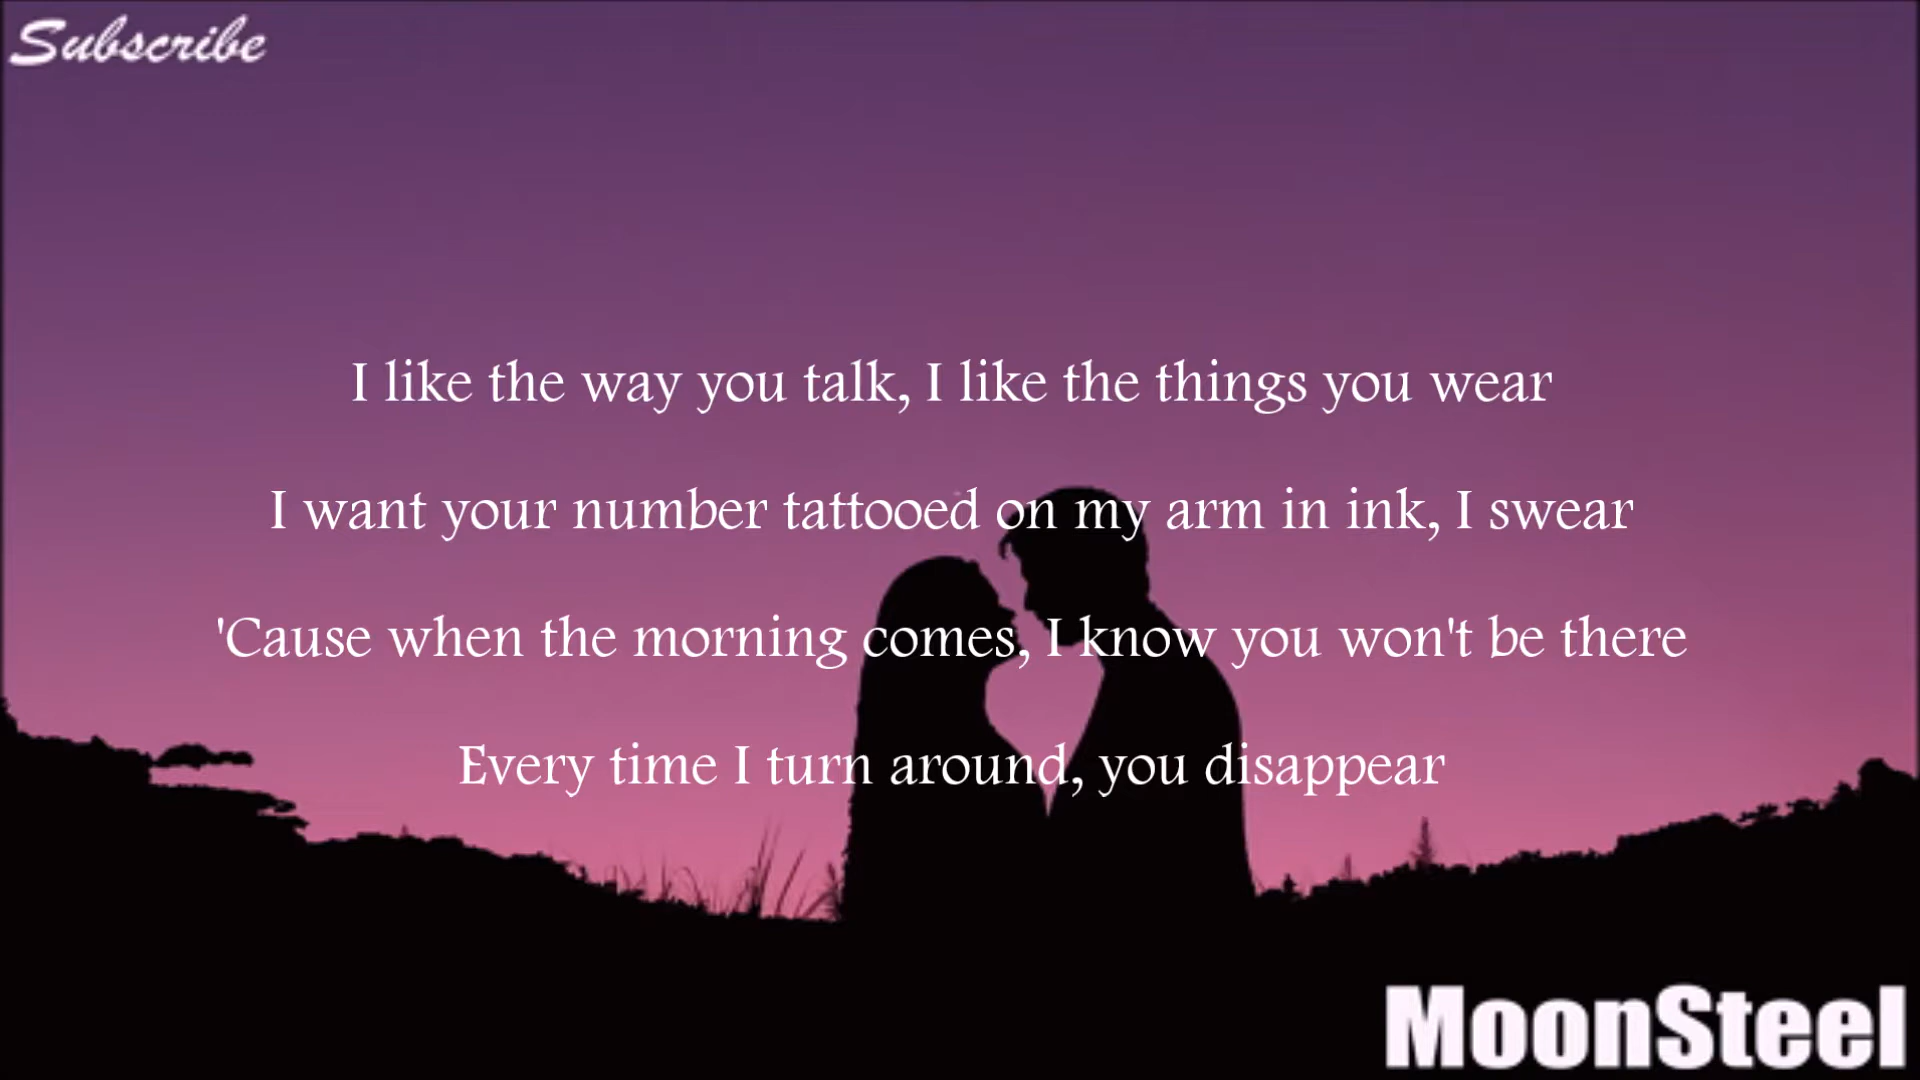 Subscribe
I like the way you talk, I like the things you wear
I want your number tattooed on my arm in ink, I swear
'Cause when the morning comes, I know you won't be there
Every time I turn around, you disappear
MoonSteel